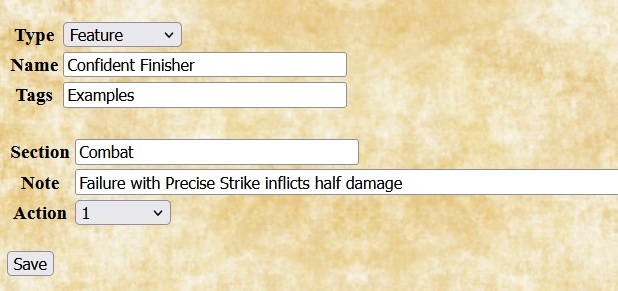 Type Feature
Name Confident Finisher
Tags Examples
Section Combat
Note Failure with Precise Strike inflicts half damage
Action 1
Save